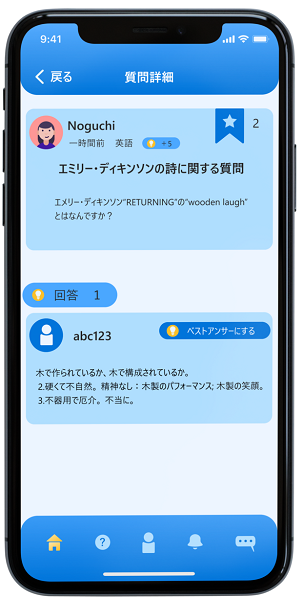 9:41
戻る 質問詳細
Noguchi
一時間前 英語 +5
2
エミリー・ディキンソンの詩に関する質問
エメリー・ディキンソン“RETURNING”の“wooden laugh”
とはなんですか？
回答 1
abc123 ベストアンサーにする
木で作られているか、木で構成されているか。
2.硬くて不自然。精神なし：木製のパフォーマンス; 木製の笑顔。
3.不器用で厄介。不当に。